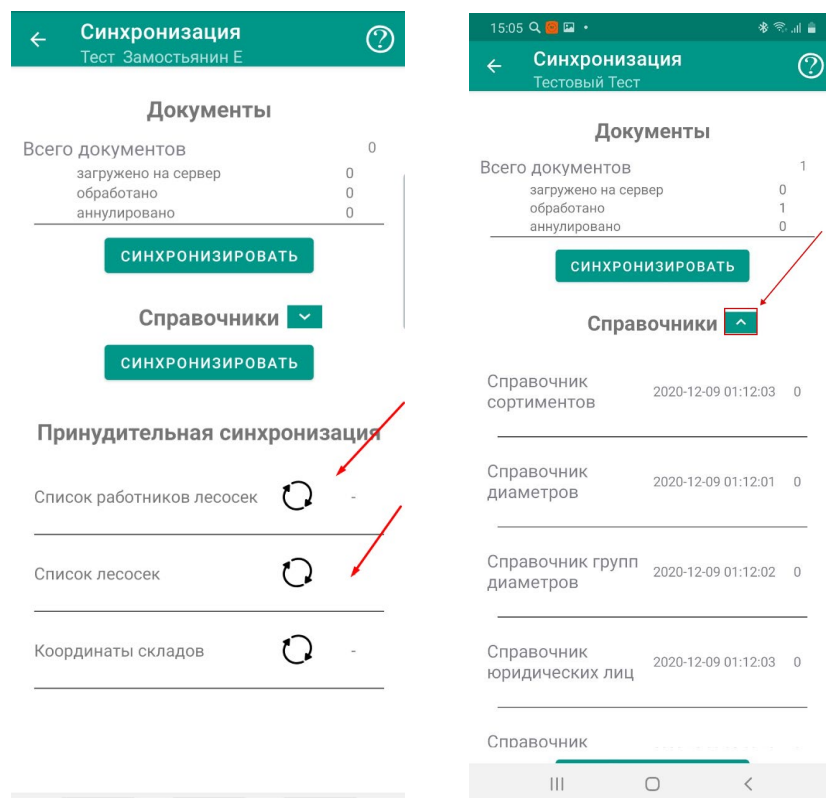 Синхронизация
Тест Замостьянин Е
Документы
Всего документов 0
загружено на сервер 0
обработано 0
аннулировано 0
СИНХРОНИЗИРОВАТЬ
Справочники
СИНХРОНИЗИРОВАТЬ
Принудительная синхронизация
Список работников лесосек -
Список лесосек
Координаты складов -
15:05
Синхронизация
Тестовый Тест
Документы
Всего документов 1
загружено на сервер 0
обработано 1
аннулировано 0
СИНХРОНИЗИРОВАТЬ
Справочники
Справочник
сортиментов 2020-12-09 01:12:03 0
Справочник
диаметров 2020-12-09 01:12:01 0
Справочник групп
диаметров 2020-12-09 01:12:02 0
Справочник
юридических лиц 2020-12-09 01:12:03 0
Справочник